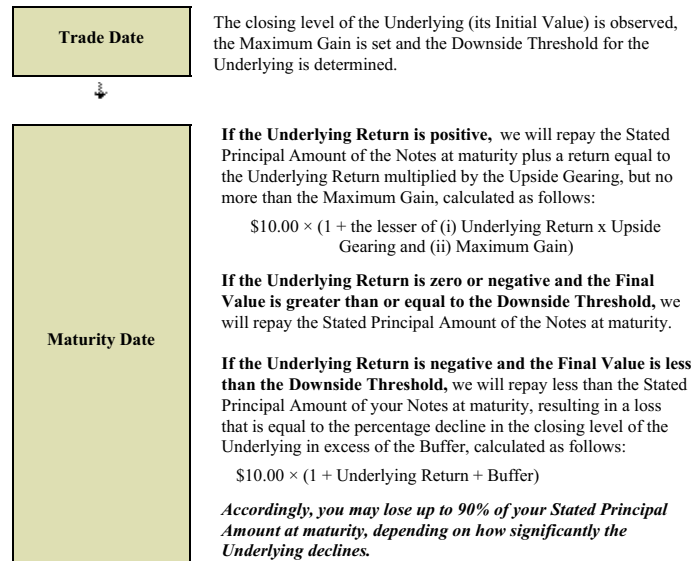 Trade Date
The closing level of the Underlying (its Initial Value) is observed,
the Maximum Gain is set and the Downside Threshold for the
Underlying is determined.
Maturity Date
If the Underlying Return is positive, we will repay the Stated
Principal Amount of the Notes at maturity plus a return equal to
the Underlying Return multiplied by the Upside Gearing, but no
more than the Maximum Gain, calculated as follows:
$10.00 × (1 + the lesser of (i) Underlying Return x Upside
Gearing and (ii) Maximum Gain)
If the Underlying Return is zero or negative and the Final
Value is greater than or equal to the Downside Threshold, we
will repay the Stated Principal Amount of the Notes at maturity.
If the Underlying Return is negative and the Final Value is less
than the Downside Threshold, we will repay less than the Stated
Principal Amount of your Notes at maturity, resulting in a loss
that is equal to the percentage decline in the closing level of the
Underlying in excess of the Buffer, calculated as follows:
$10.00 × (1 + Underlying Return + Buffer)
Accordingly, you may lose up to 90% of your Stated Principal
Amount at maturity, depending on how significantly the
Underlying declines.